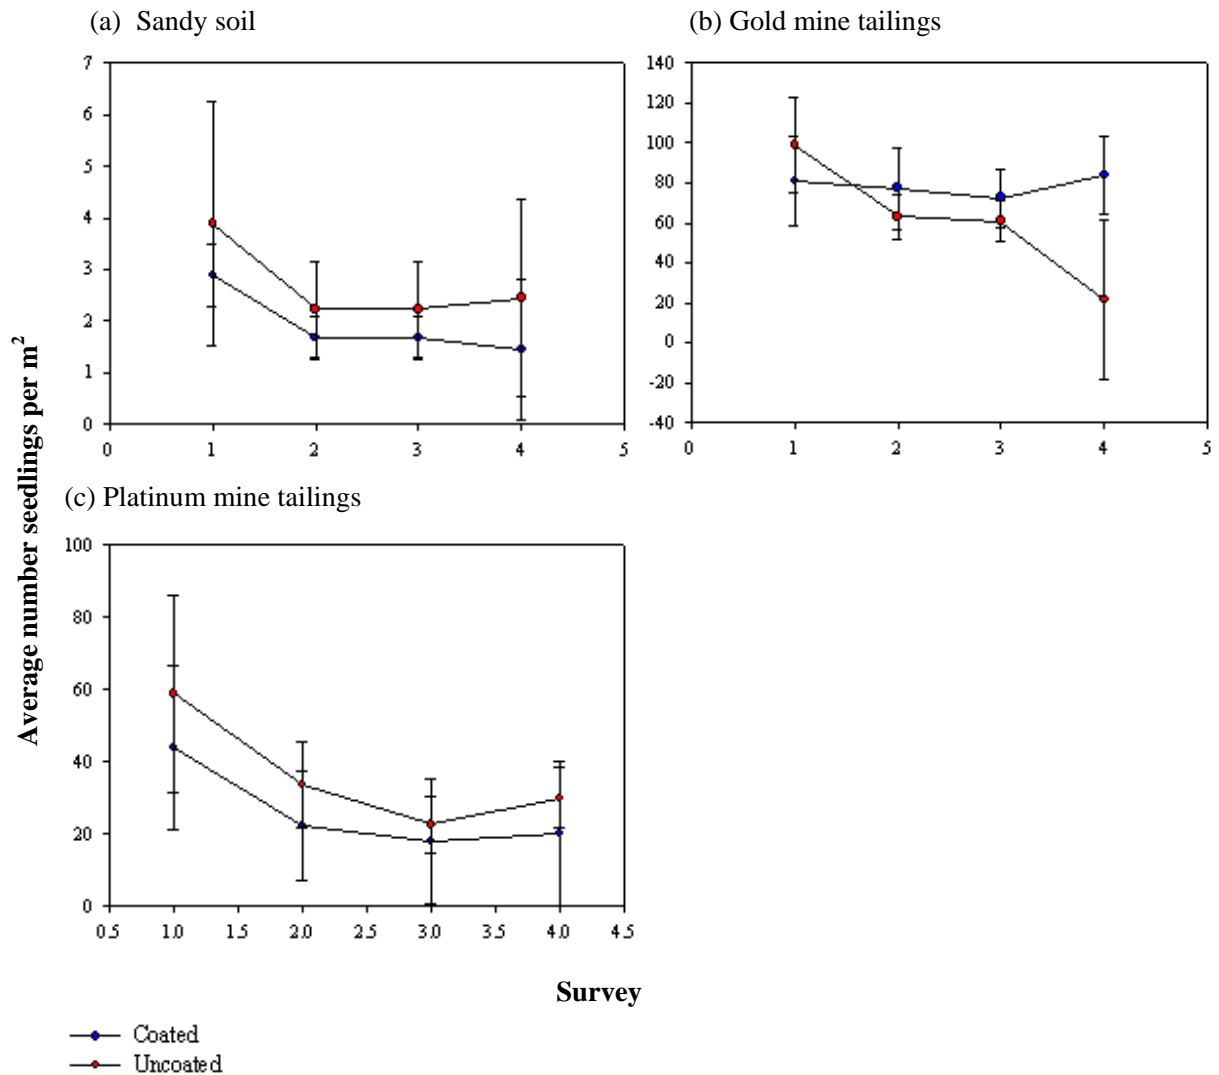 (a) Sandy soil
(b) Gold mine tailings
7
6
5
4
3
2
1
0
0 1 2 3 4 5
140
120
100
80
60
40
20
0
-20
-40
0 1 2 3 4 5
Average number seedlings per m²
(c) Platinum mine tailings
100
80
60
40
20
0
0.5 1.0 1.5 2.0 2.5 3.0 3.5 4.0 4.5
Survey
Coated
Uncoated